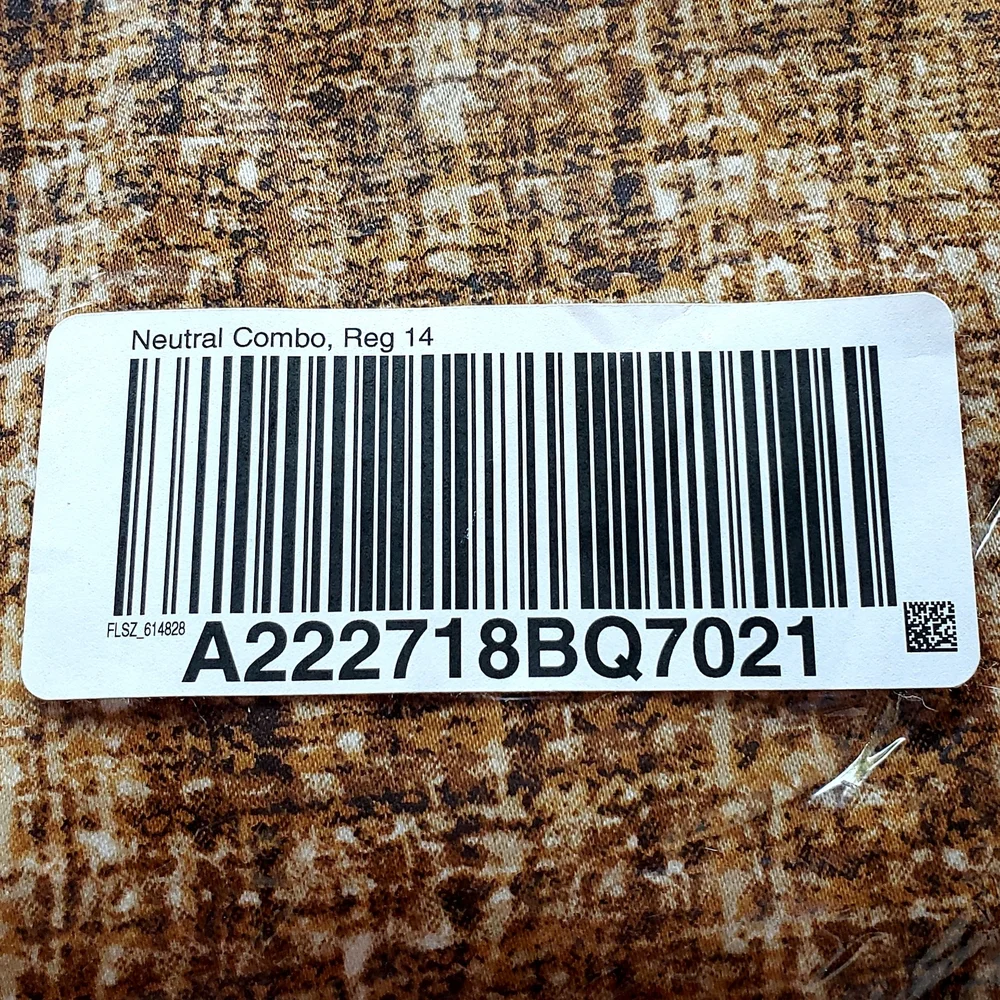 Neutral Combo, Reg 14
FLSZ_614828
A222718BQ7021